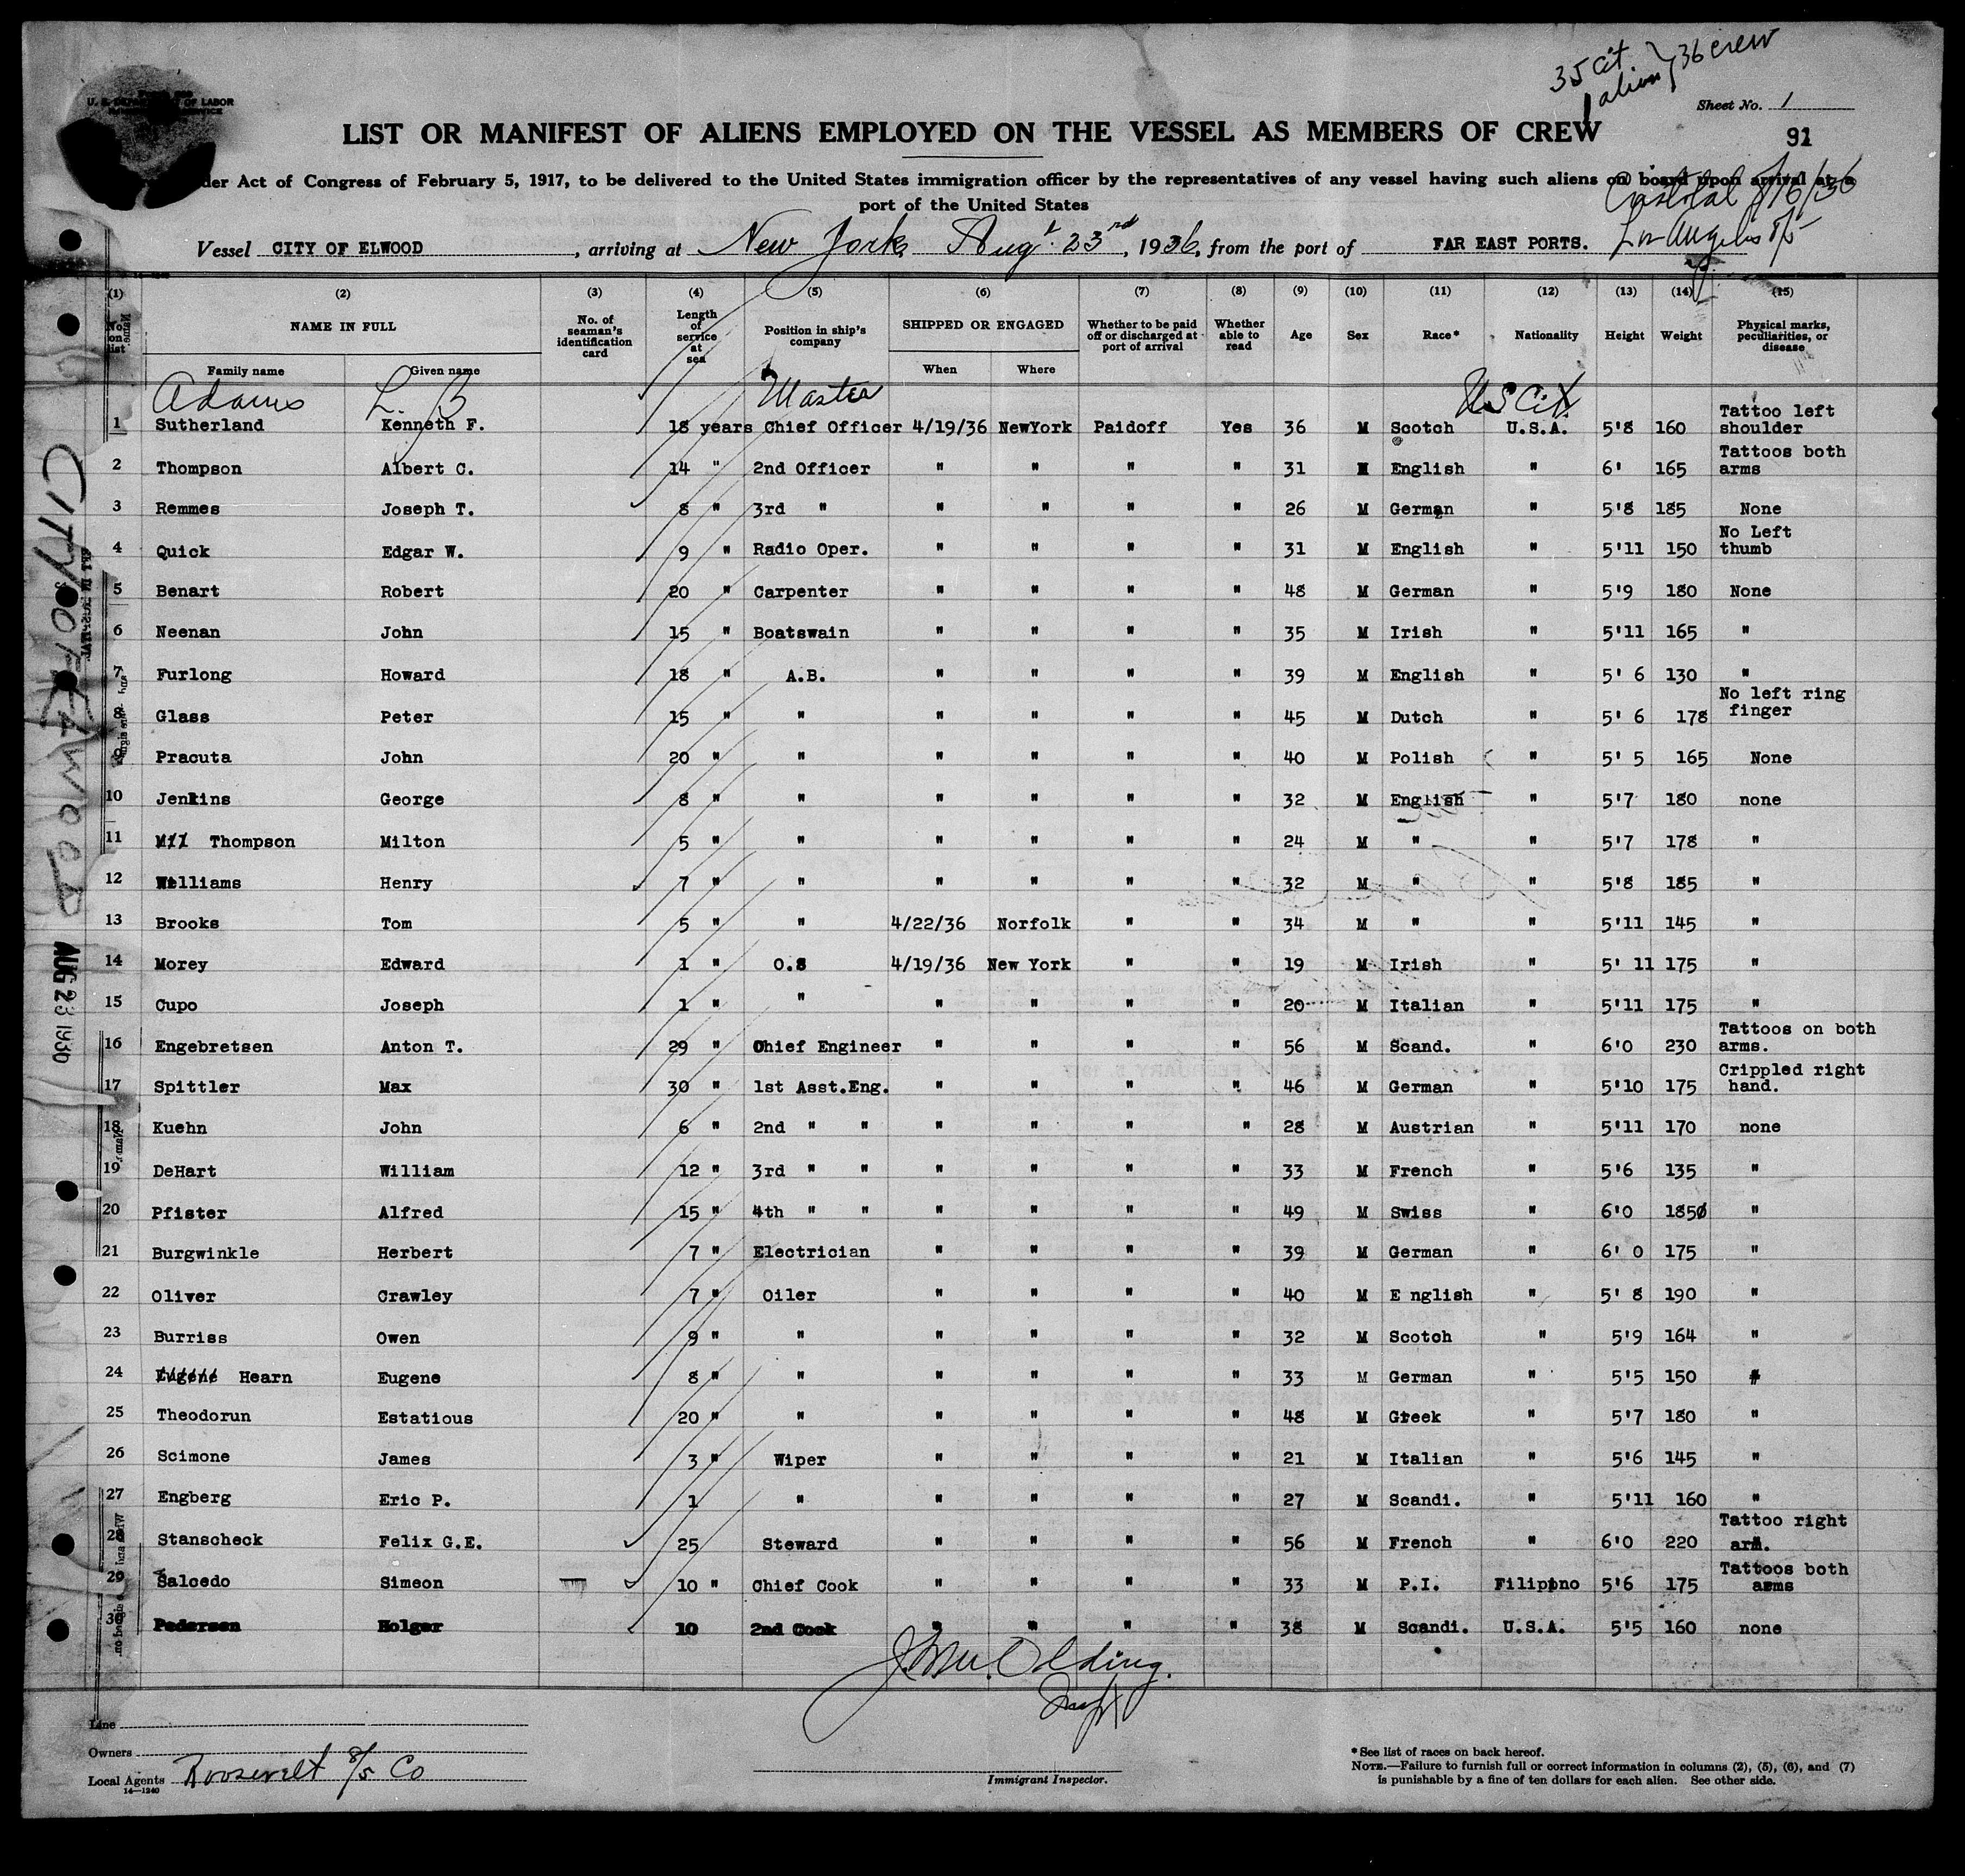 35 cit
1 alien } 36 crew
U. S. DEPARTMENT OF LABOR
Sheet No. 1
LIST OR MANIFEST OF ALIENS EMPLOYED ON THE VESSEL AS MEMBERS OF CREW
91
der Act of Congress of February 5, 1917, to be delivered to the United States immigration officer by the representatives of any vessel having such aliens on board upon arrival at a
port of the United States
Vessel CITY OF ELWOOD, arriving at New York, Aug't 23rd, 1936, from the port of FAR EAST PORTS.
Los Angeles 8/5
(1) (2) (3) (4) (5) (6) (7) (8) (9) (10) (11) (12) (13) (14) (15)
No. on list NAME IN FULL No. of seaman's identification card Length of service at sea Position in ship's company SHIPPED OR ENGAGED Whether to be paid off or discharged at port of arrival Whether able to read Age Sex Race* Nationality Height Weight Physical marks, peculiarities, or disease
Family name Given name When Where
Adams L. B Master US Cit
1 Sutherland Kenneth F. 18 years Chief Officer 4/19/36 NewYork Paidoff Yes 36 M Scotch U.S.A. 5'8 160 Tattoo left shoulder
2 Thompson Albert C. 14 " 2nd Officer " " " " 31 M English " 6' 165 Tattoos both arms
3 Remmes Joseph T. 8 " 3rd " " " " " 26 M German " 5'8 185 None
4 Quick Edgar W. 9 " Radio Oper. " " " " 31 M English " 5'11 150 No Left thumb
5 Benart Robert 20 " Carpenter " " " " 48 M German " 5'9 180 None
6 Neenan John 15 " Boatswain " " " " 35 M Irish " 5'11 165 "
7 Furlong Howard 18 " A.B. " " " " 39 M English " 5' 6 130 "
8 Glass Peter 15 " " " " " " 45 M Dutch " 5' 6 178 No left ring finger
9 Pracuta John 20 " " " " " " 40 M Polish " 5' 5 165 None
10 Jenkins George 8 " " " " " " 32 M English " 5'7 180 none
11 Mil Thompson Milton 5 " " " " " " 24 M " " 5'7 178 "
12 Williams Henry 7 " " " " " " 32 M " " 5'8 185 "
13 Brooks Tom 5 " " 4/22/36 Norfolk " " 34 M " " 5'11 145 "
14 Morey Edward 1 " O.S 4/19/36 New York " " 19 M Irish " 5' 11 175 "
15 Cupo Joseph 1 " " " " " " 20 M Italian " 5'11 175 "
16 Engebretsen Anton T. 29 " Chief Engineer " " " " 56 M Scand. " 6'0 230 Tattoos on both arms.
17 Spittler Max 30 " 1st Asst.Eng. " " " " 46 M German " 5'10 175 Crippled right hand.
18 Kuehn John 6 " 2nd " " " " " " 28 M Austrian " 5'11 170 none
19 DeHart William 12 " 3rd " " " " " " 33 M French " 5'6 135 "
20 Pfister Alfred 15 " 4th " " " " " " 49 M Swiss " 6'0 1850 "
21 Burgwinkle Herbert 7 " Electrician " " " " 39 M German " 6' 0 175 "
22 Oliver Crawley 7 " Oiler " " " " 40 M E nglish " 5' 8 190 "
23 Burriss Owen 9 " " " " " " 32 M Scotch " 5'9 164 "
24 Eugene Hearn Eugene 8 " " " " " " 33 M German " 5'5 150 "
25 Theodorun Estatious 20 " " " " " " 48 M Greek " 5'7 180 "
26 Scimone James 3 " Wiper " " " " 21 M Italian " 5'6 145 "
27 Engberg Eric P. 1 " " " " " 27 M Scandi. " 5'11 160 "
28 Stanscheck Felix G.E. 25 Steward " " " " 56 M French " 6'0 220 Tattoo right arm.
29 Salcedo Simeon 10 " Chief Cook " " " " 33 M P.I. Filipino 5'6 175 Tattoos both arms
30 Pedersen Holger 10 2nd Cook " " " " 38 M Scandi. U.S.A. 5'5 160 none
CITY OF ELWOOD
AUG 23 1936
Line
Owners
Local Agents Roosevelt S/S Co
14—1240
Immigrant Inspector.
* See list of races on back hereof.
NOTE.—Failure to furnish full or correct information in columns (2), (5), (6), and (7)
is punishable by a fine of ten dollars for each alien. See other side.